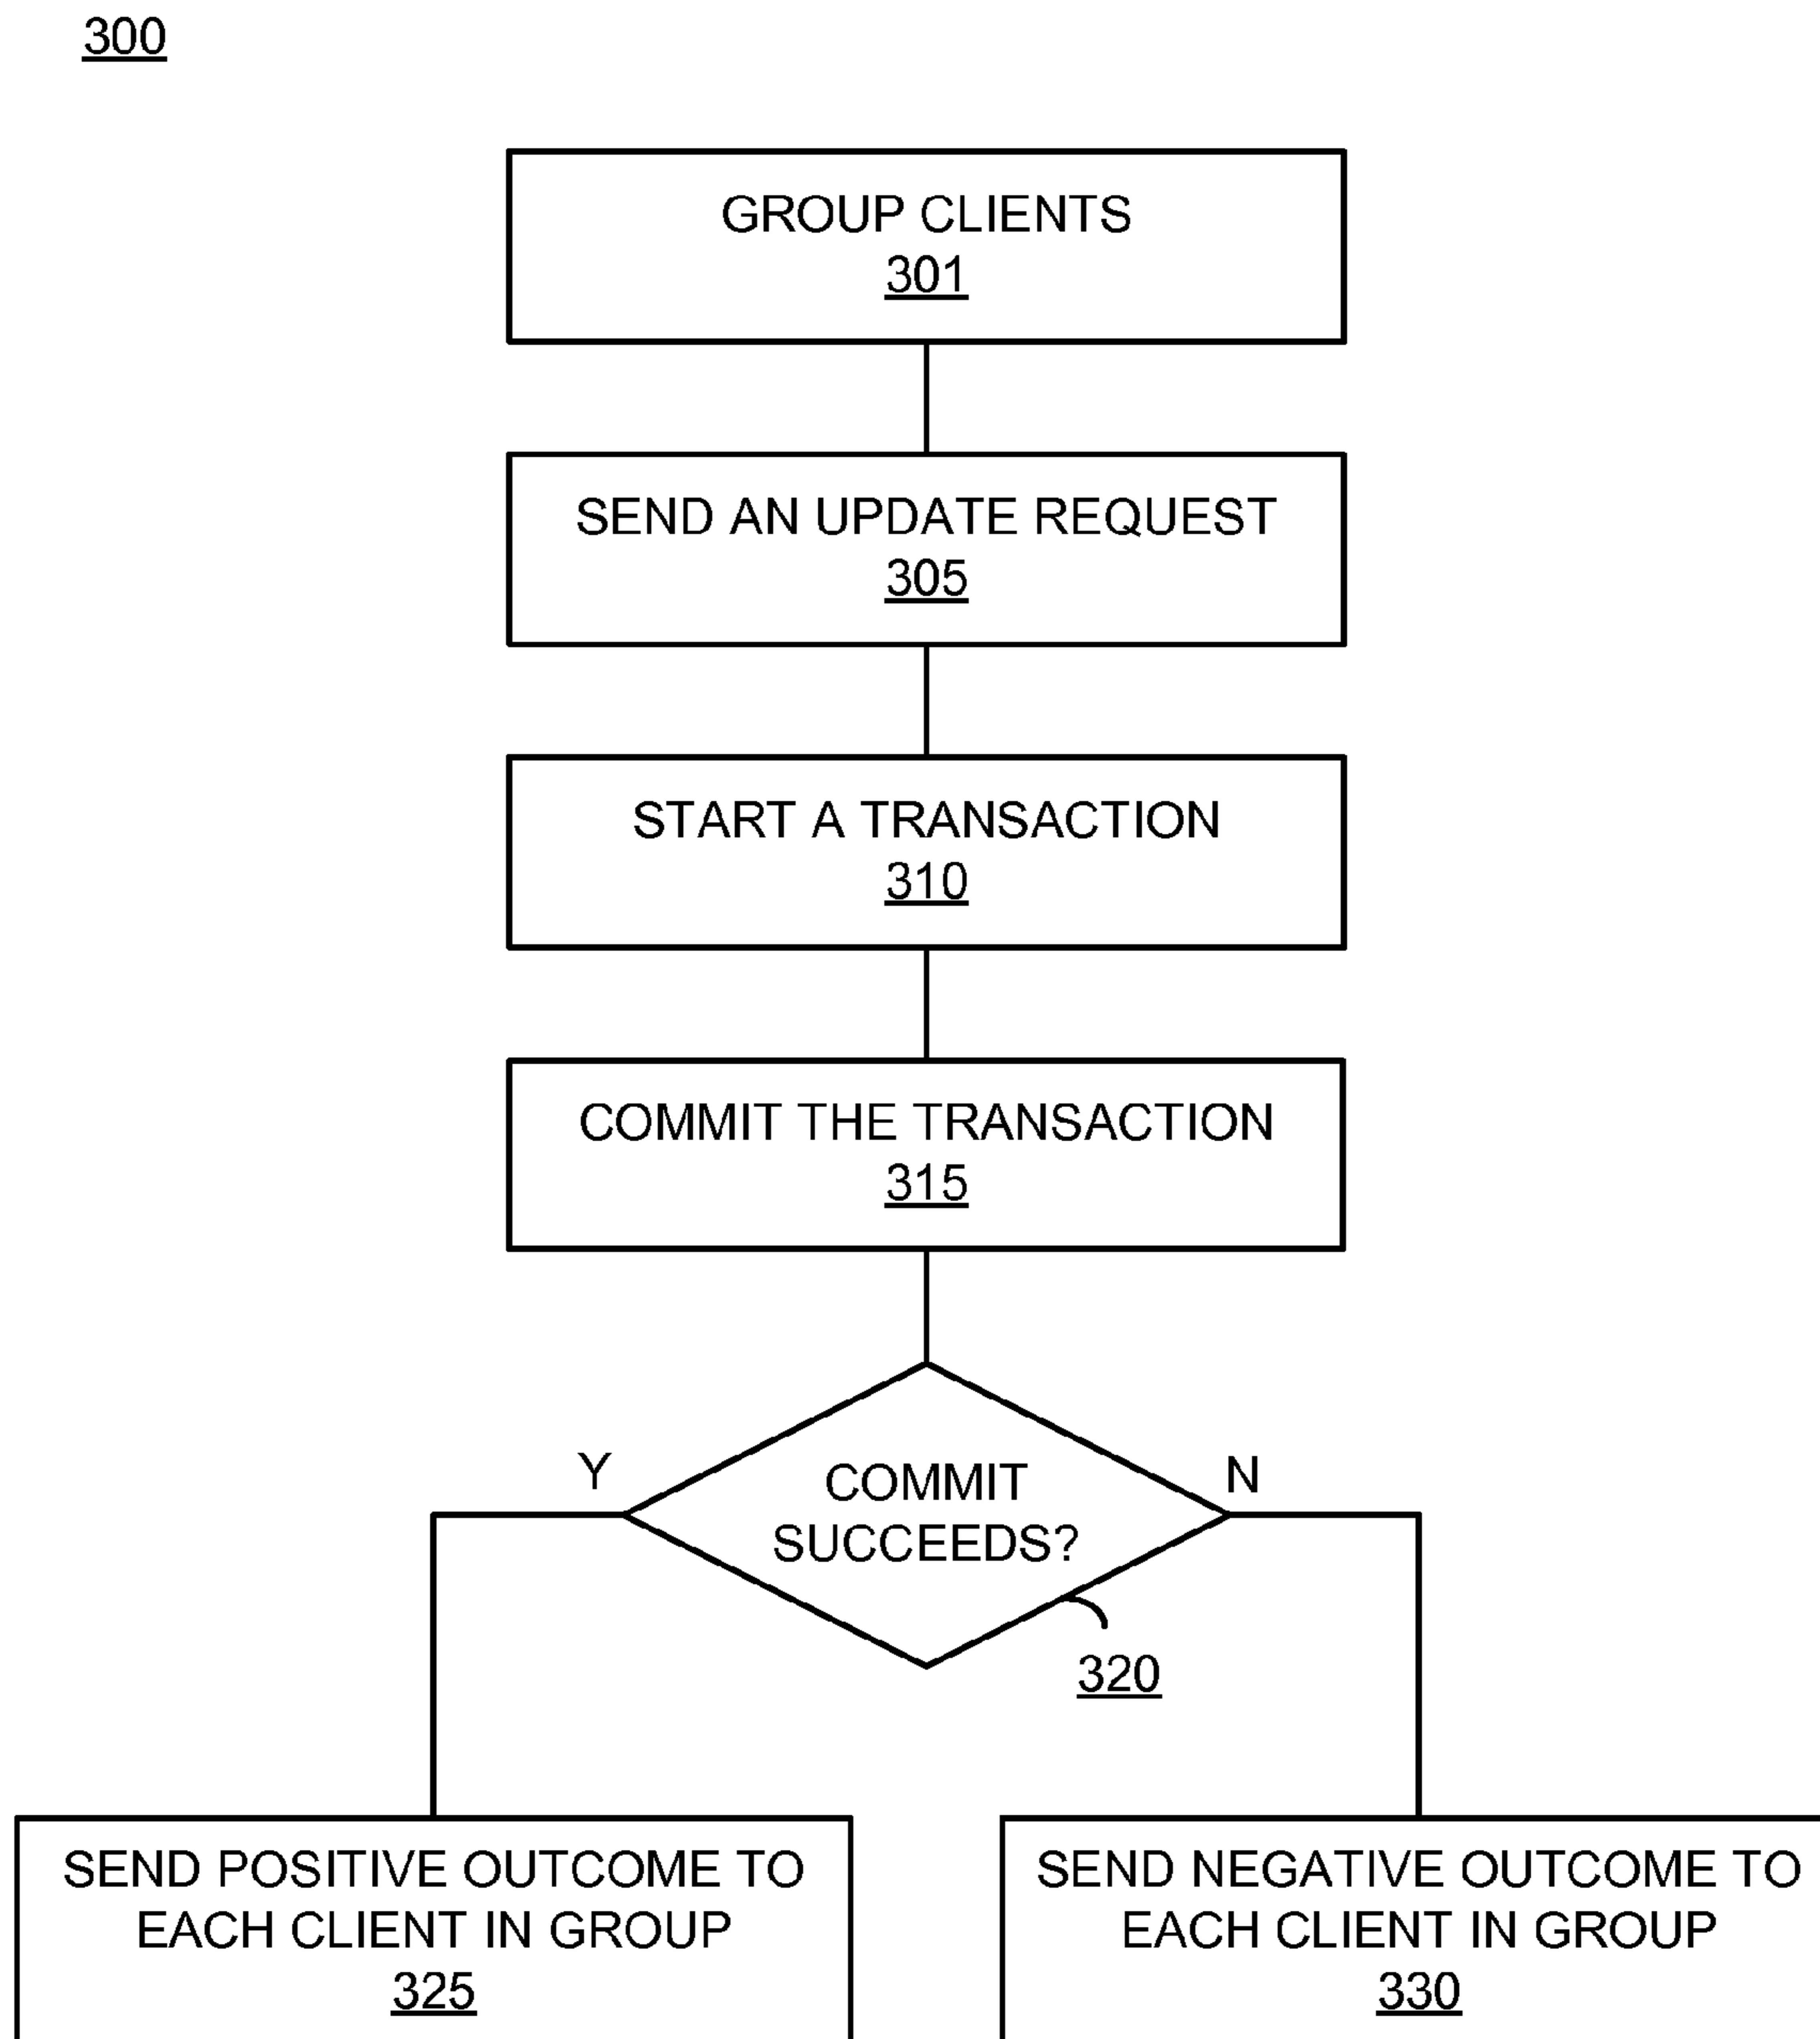 300
GROUP CLIENTS
301
SEND AN UPDATE REQUEST
305
START A TRANSACTION
310
COMMIT THE TRANSACTION
315
Y
N
COMMIT
SUCCEEDS?
320
SEND POSITIVE OUTCOME TO
EACH CLIENT IN GROUP
325
SEND NEGATIVE OUTCOME TO
EACH CLIENT IN GROUP
330